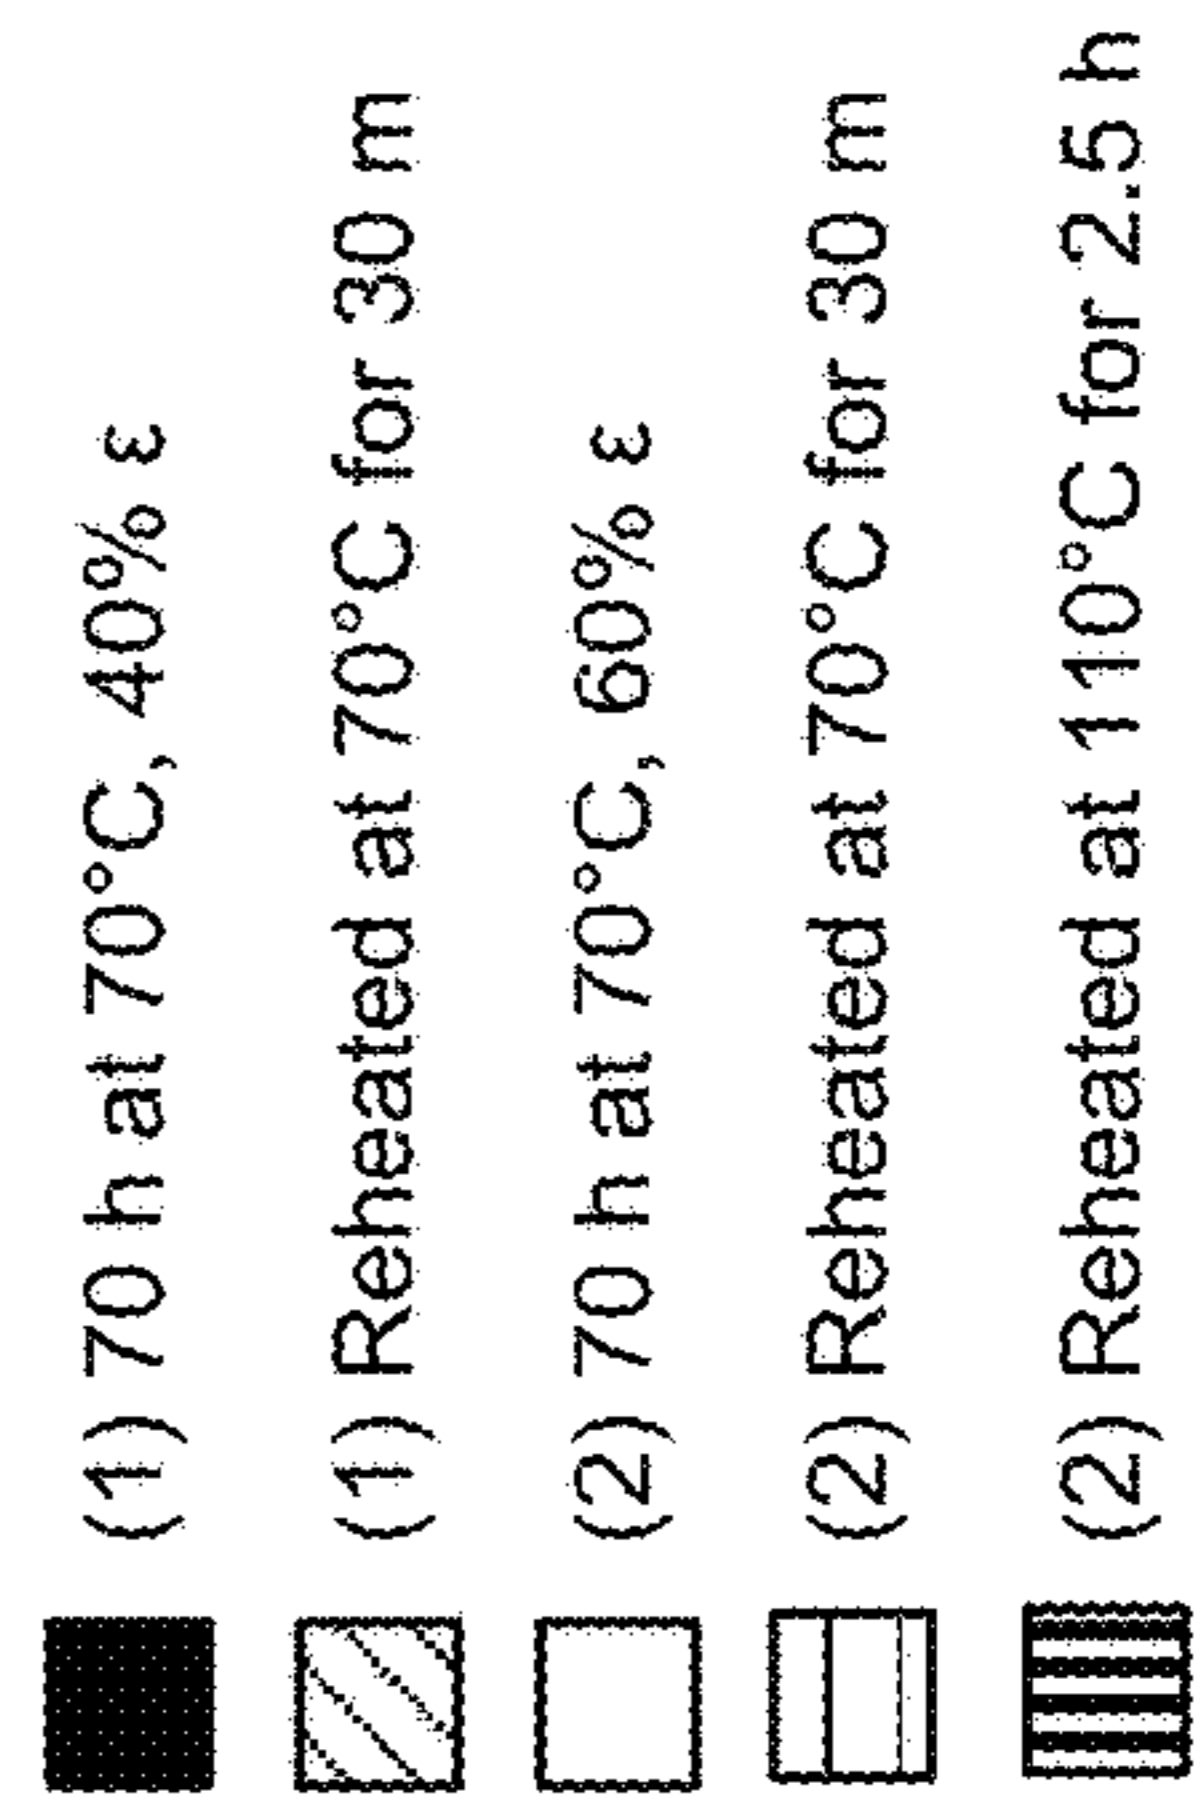 (1) 70 h at 70°C, 40% ε
(1) Reheated at 70°C for 30 m
(2) 70 h at 70°C, 60% ε
(2) Reheated at 70°C for 30 m
(2) Reheated at 110°C for 2.5 h